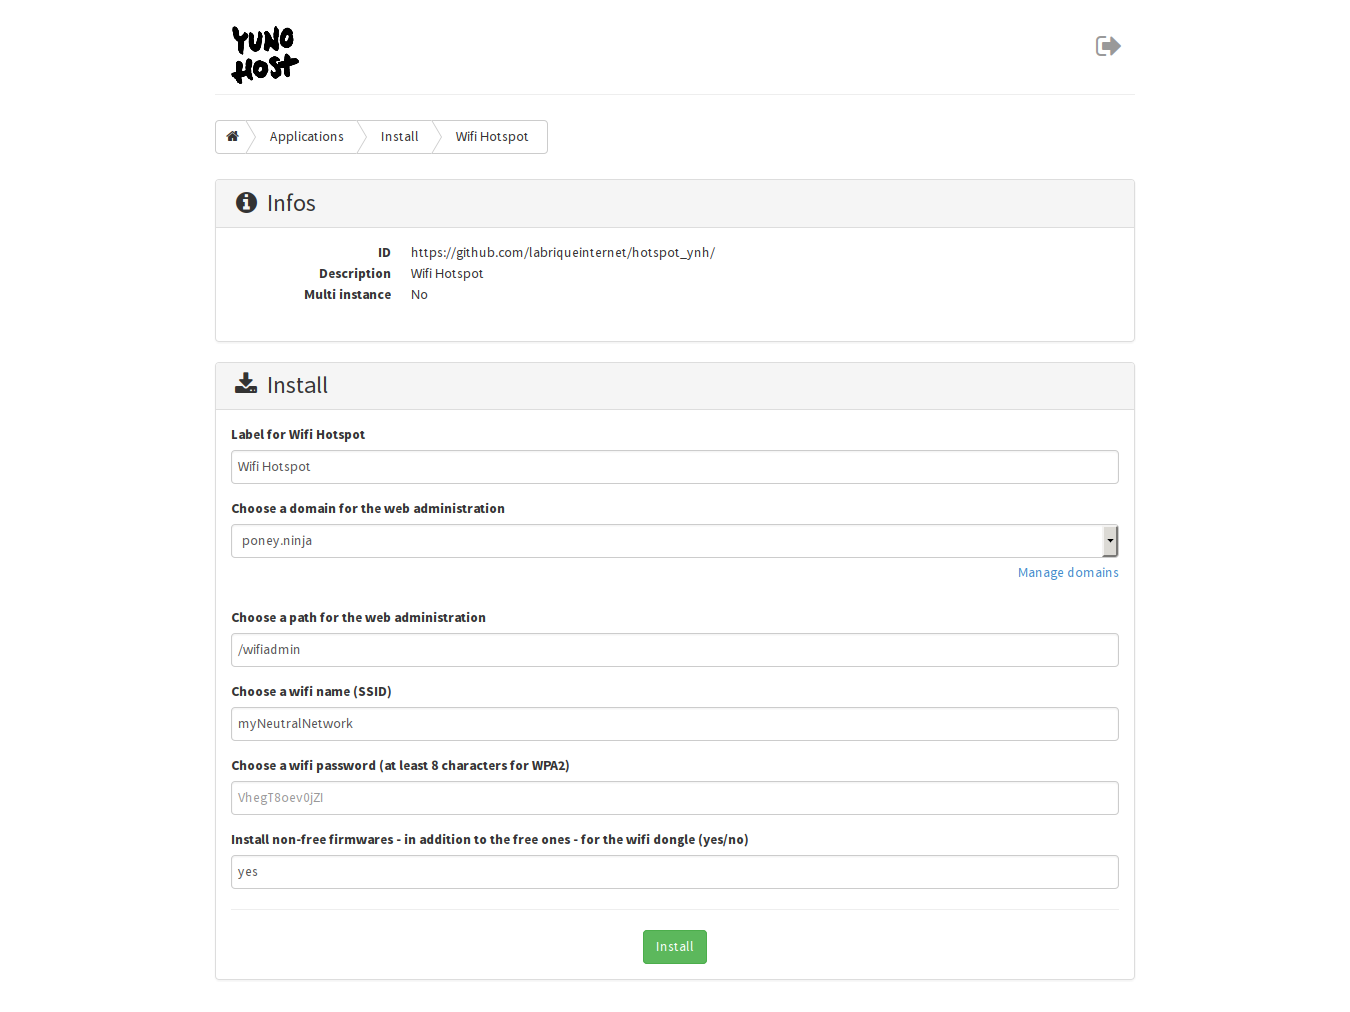 YUNO
HOST
Applications
Install
Wifi Hotspot
Infos
ID https://github.com/labriqueinternet/hotspot_ynh/
Description Wifi Hotspot
Multi instance No
Install
Label for Wifi Hotspot
Wifi Hotspot
Choose a domain for the web administration
poney.ninja
Manage domains
Choose a path for the web administration
/wifiadmin
Choose a wifi name (SSID)
myNeutralNetwork
Choose a wifi password (at least 8 characters for WPA2)
VhegT8oev0jZI
Install non-free firmwares - in addition to the free ones - for the wifi dongle (yes/no)
yes
Install